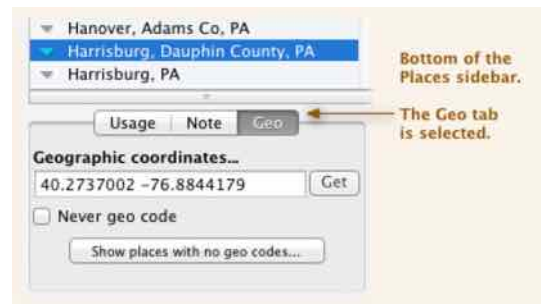 Hanover, Adams Co, PA
Harrisburg, Dauphin County, PA
Harrisburg, PA
Bottom of the
Places sidebar.
Usage Note Geo
The Geo tab
is selected.
Geographic coordinates...
40.2737002 -76.8844179 Get
Never geo code
Show places with no geo codes...